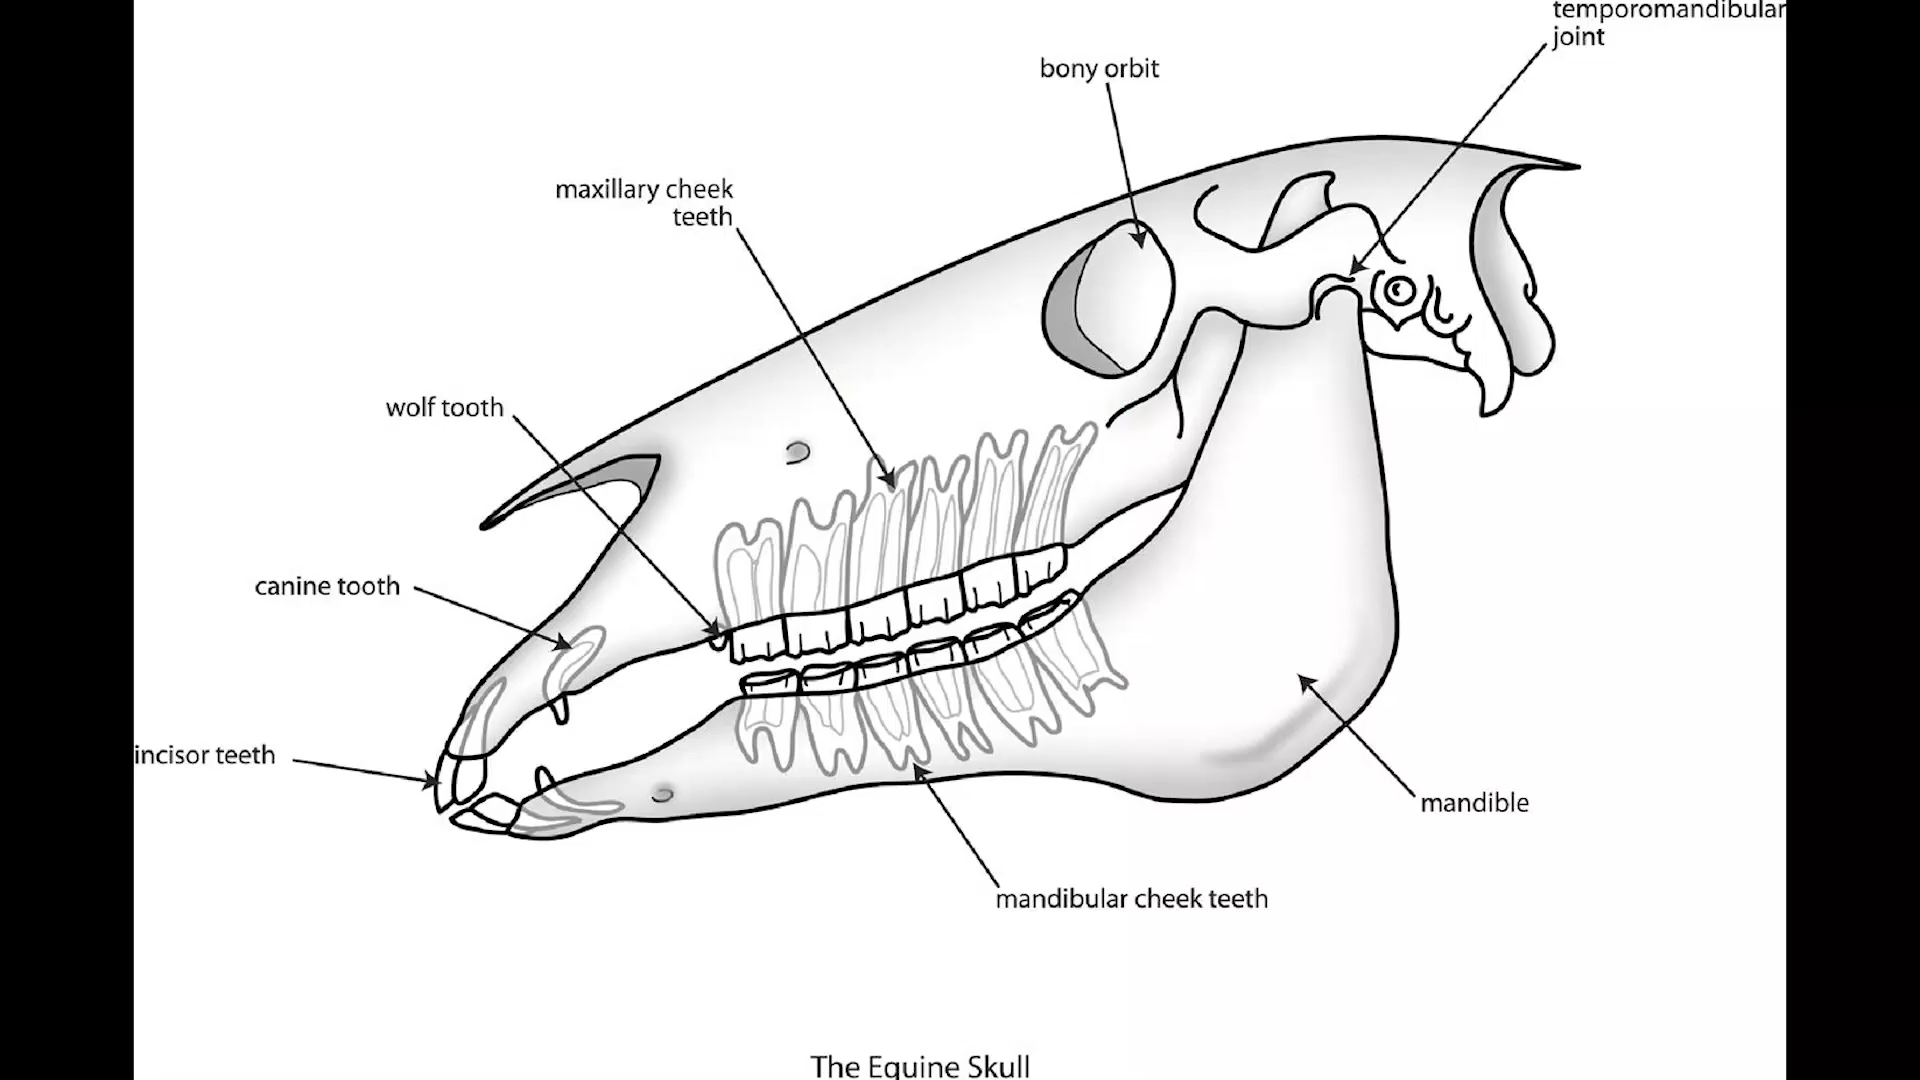 temporomandibular
joint
bony orbit
maxillary cheek
teeth
wolf tooth
canine tooth
incisor teeth
mandible
mandibular cheek teeth
The Equine Skull